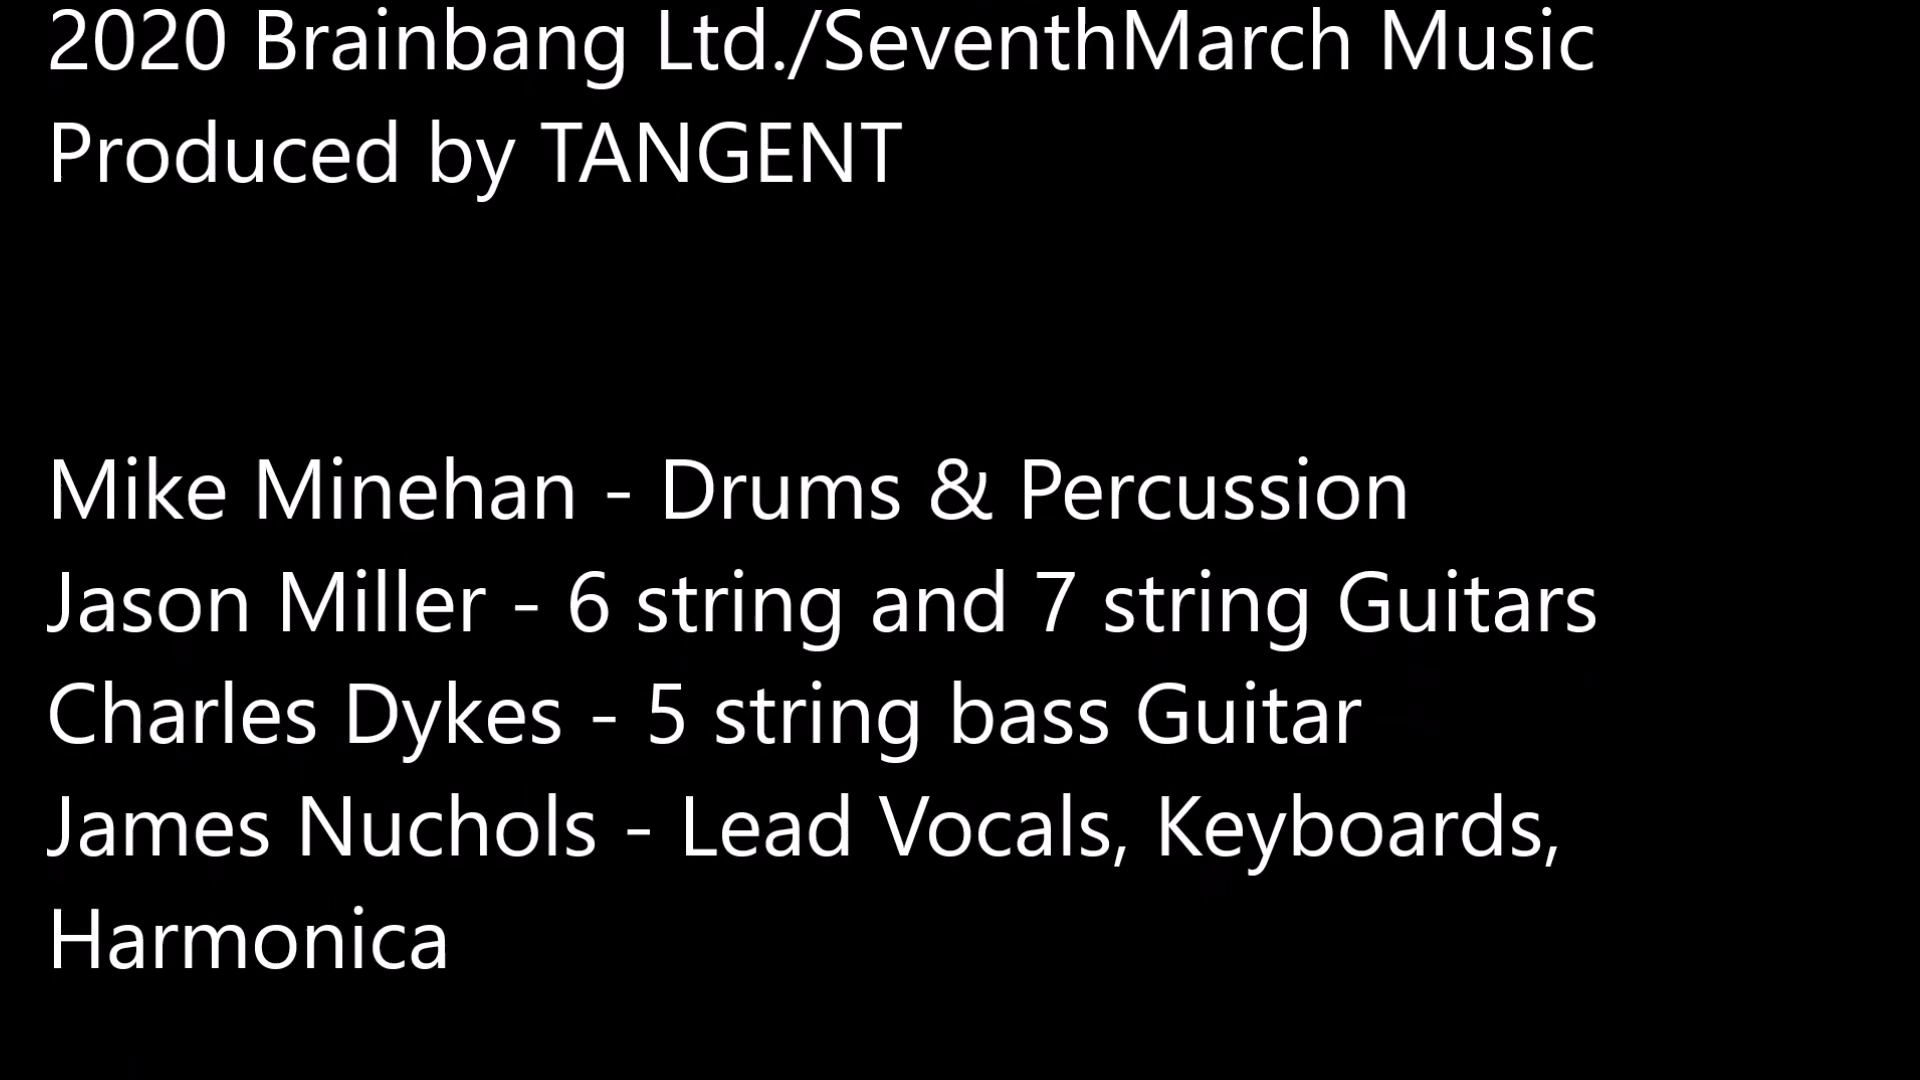 2020 Brainbang Ltd./SeventhMarch Music
Produced by TANGENT
Mike Minehan - Drums & Percussion
Jason Miller - 6 string and 7 string Guitars
Charles Dykes - 5 string bass Guitar
James Nuchols - Lead Vocals, Keyboards,
Harmonica